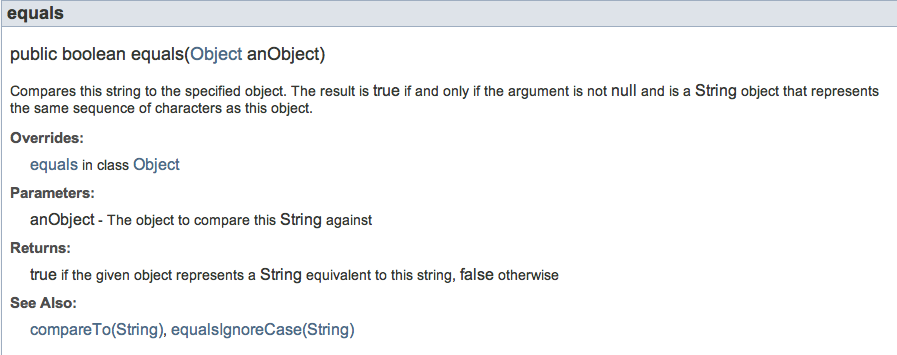 equals
public boolean equals(Object anObject)
Compares this string to the specified object. The result is true if and only if the argument is not null and is a String object that represents
the same sequence of characters as this object.
Overrides:
equals in class Object
Parameters:
anObject - The object to compare this String against
Returns:
true if the given object represents a String equivalent to this string, false otherwise
See Also:
compareTo(String), equalsIgnoreCase(String)